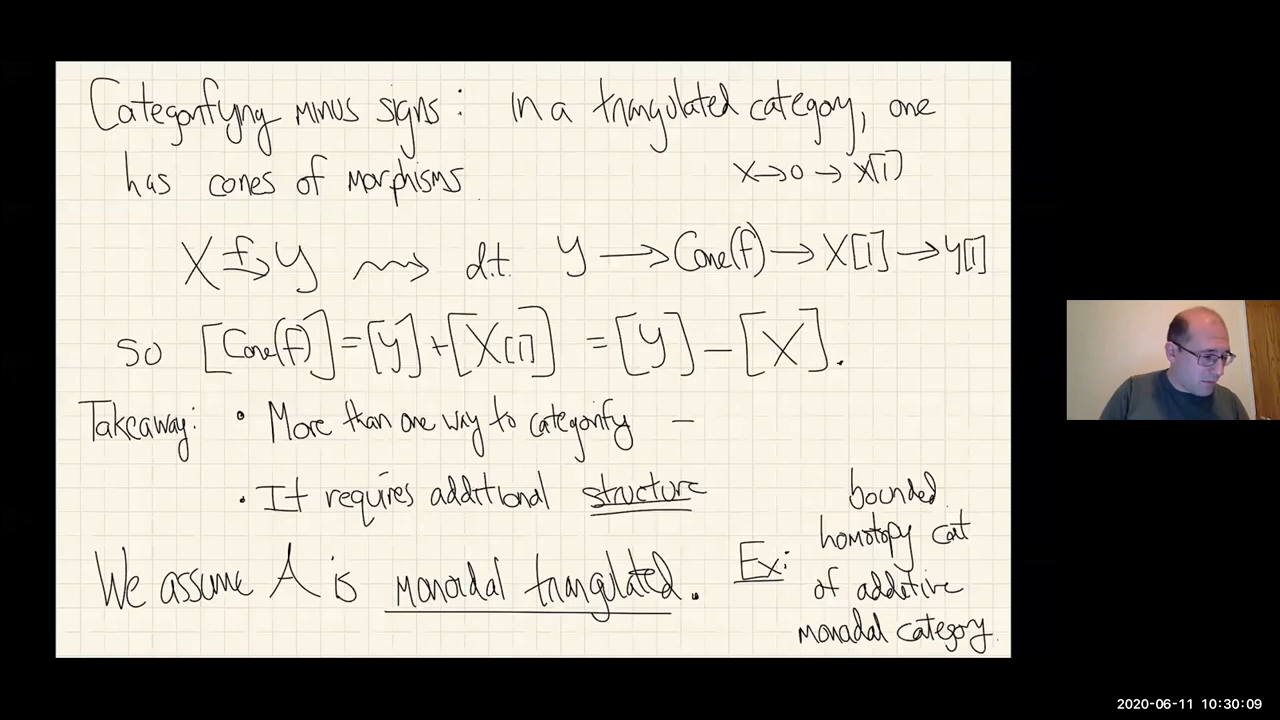 Categorifying minus signs: in a triangulated category, one
has cones of morphisms.
X → 0 → X[1]
X f→ Y ⇝ d.t. Y → Cone(f) → X[1] → Y[1]
so [Cone(f)] = [Y] + [X[1]] = [Y] - [X].
Takeaway: • More than one way to categorify —
• It requires additional structure
We assume A is monoidal triangulated.
Ex: bounded
homotopy cat
of additive
monoidal category.
2020-06-11 10:30:09